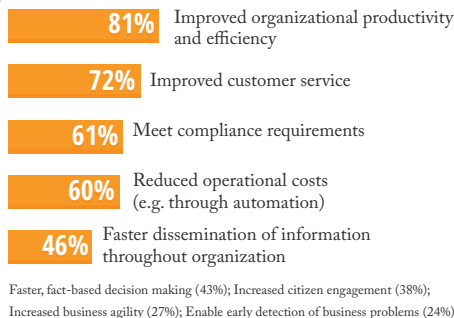 81% Improved organizational productivity
and efficiency
72% Improved customer service
61% Meet compliance requirements
60% Reduced operational costs
(e.g. through automation)
46% Faster dissemination of information
throughout organization
Faster, fact-based decision making (43%); Increased citizen engagement (38%);
Increased business agility (27%); Enable early detection of business problems (24%)